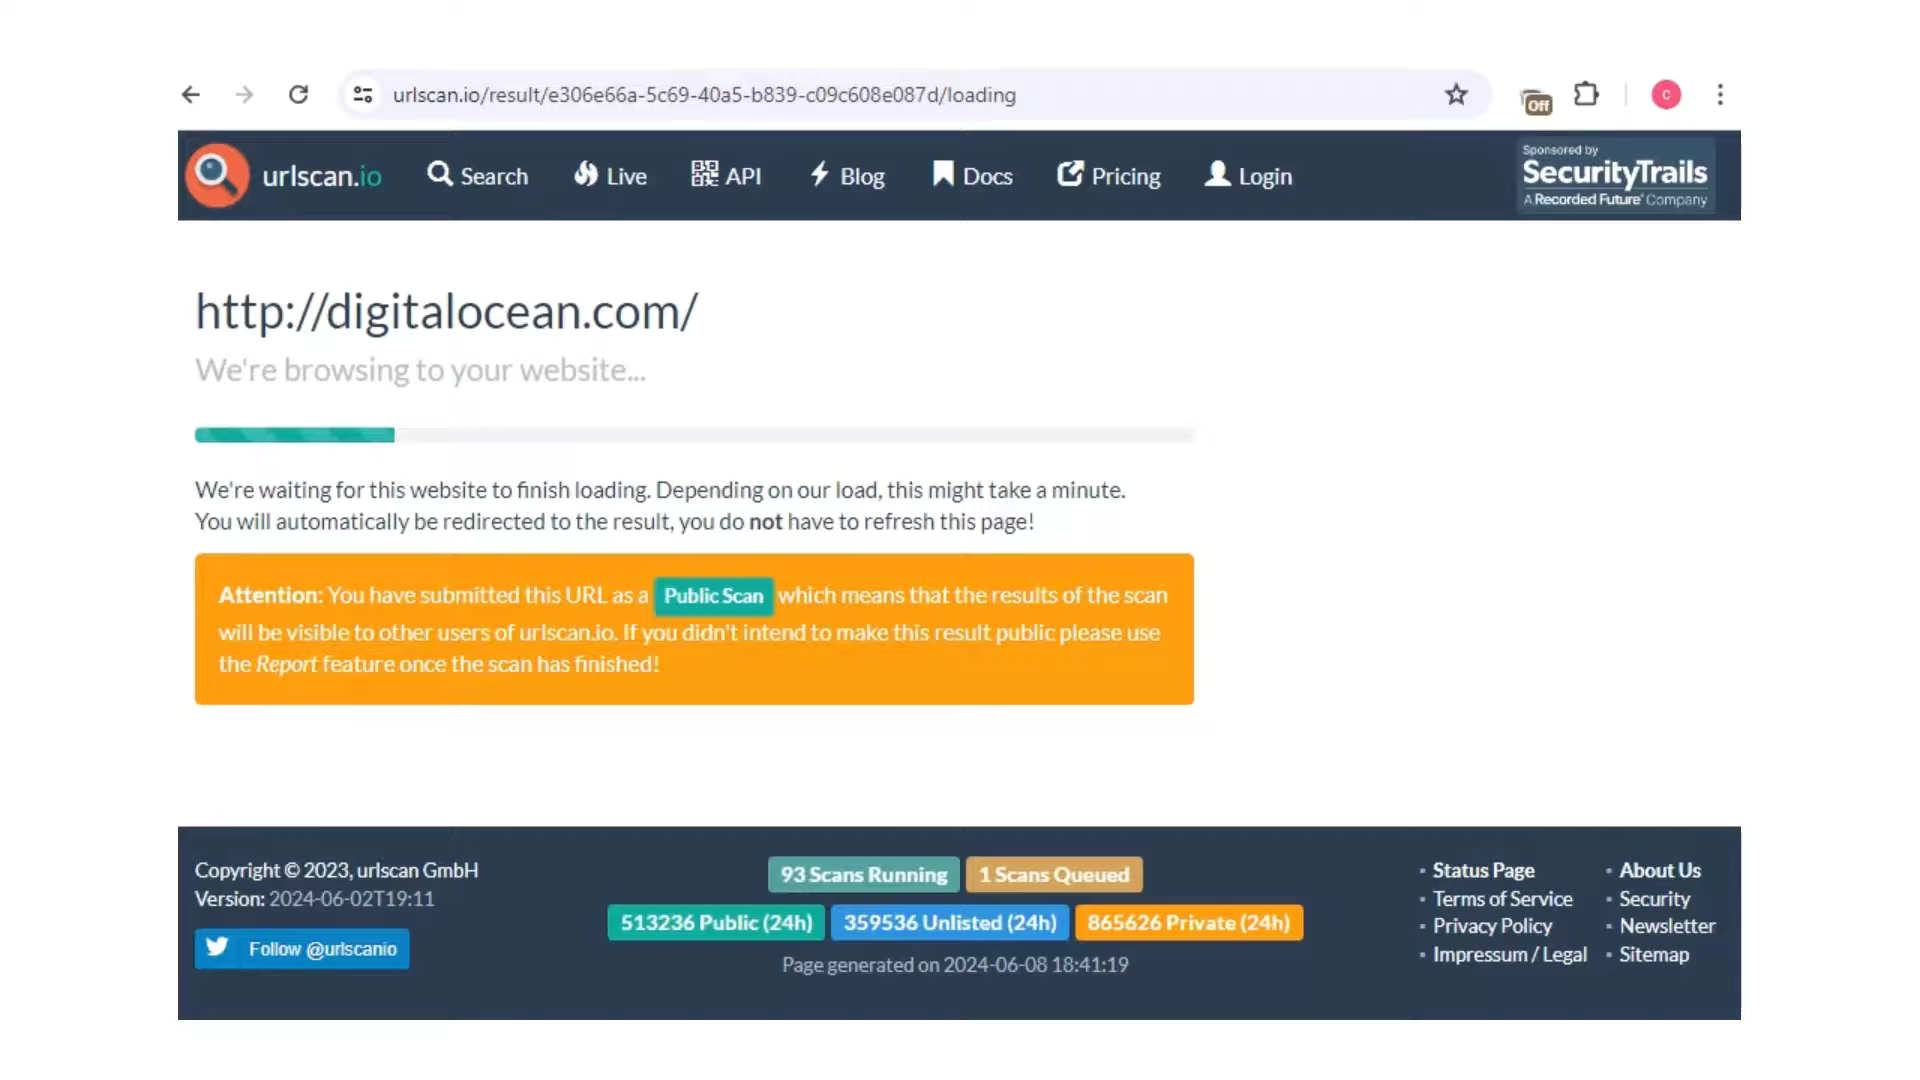 urlscan.io/result/e306e66a-5c69-40a5-b839-c09c608e087d/loading
Off
C
urlscan.io Search Live API Blog Docs Pricing Login
Sponsored by
SecurityTrails
A Recorded Future® Company
http://digitalocean.com/
We're browsing to your website...
We're waiting for this website to finish loading. Depending on our load, this might take a minute.
You will automatically be redirected to the result, you do not have to refresh this page!
Attention: You have submitted this URL as a Public Scan which means that the results of the scan
will be visible to other users of urlscan.io. If you didn't intend to make this result public please use
the Report feature once the scan has finished!
Copyright © 2023, urlscan GmbH
Version: 2024-06-02T19:11
Follow @urlscanio
93 Scans Running 1 Scans Queued
513236 Public (24h) 359536 Unlisted (24h) 865626 Private (24h)
Page generated on 2024-06-08 18:41:19
Status Page
Terms of Service
Privacy Policy
Impressum / Legal
About Us
Security
Newsletter
Sitemap